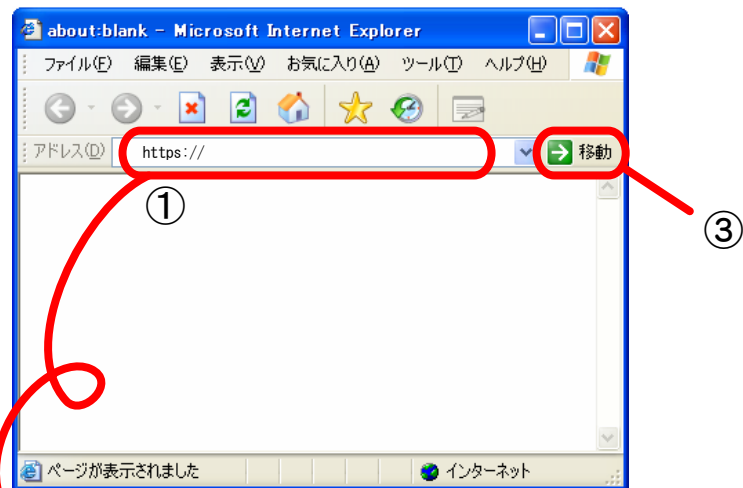 about:blank - Microsoft Internet Explorer
ファイル(F) 編集(E) 表示(V) お気に入り(A) ツール(T) ヘルプ(H)
アドレス(D) https:// 移動
①
③
ページが表示されました インターネット